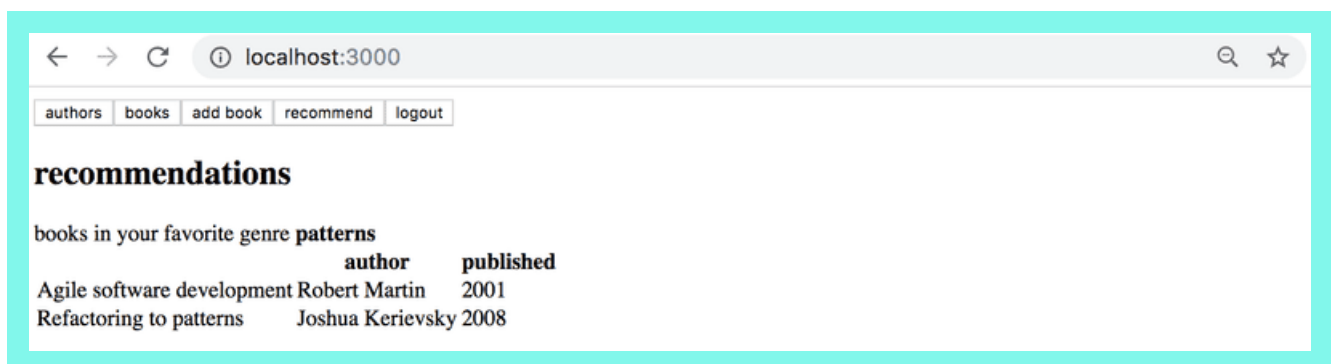 localhost:3000
authors books add book recommend logout
recommendations
books in your favorite genre patterns
author published
Agile software development Robert Martin 2001
Refactoring to patterns Joshua Kerievsky 2008